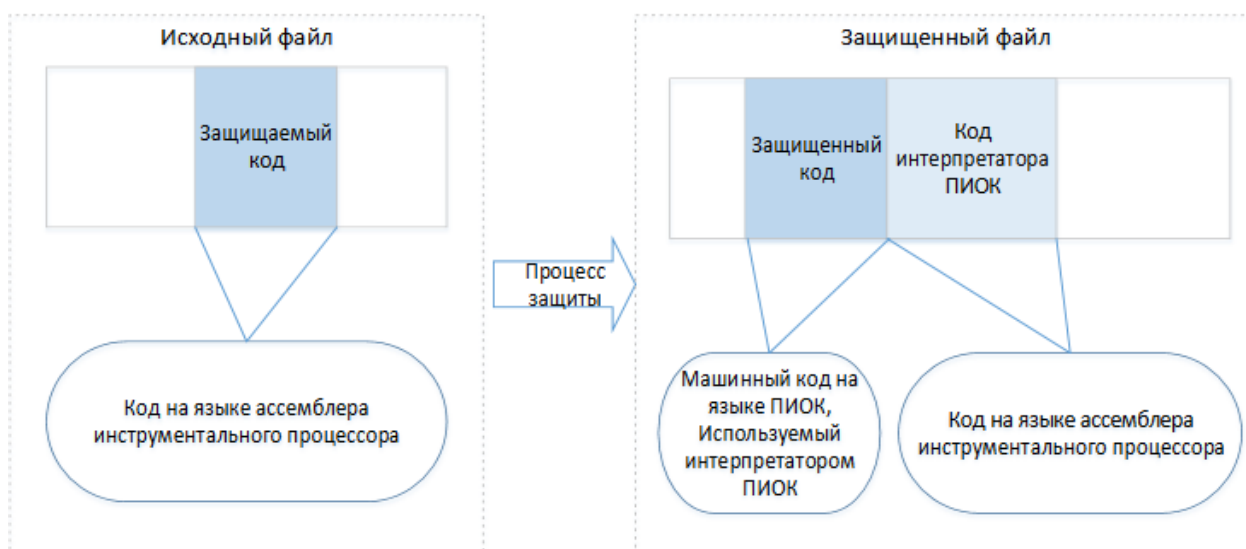 Исходный файл
Защищаемый
код
Код на языке ассемблера
инструментального процессора
Процесс
защиты
Защищенный файл
Защищенный
код
Код
интерпретатора
ПИОК
Машинный код на
языке ПИОК,
Используемый
интерпретатором
ПИОК
Код на языке ассемблера
инструментального процессора